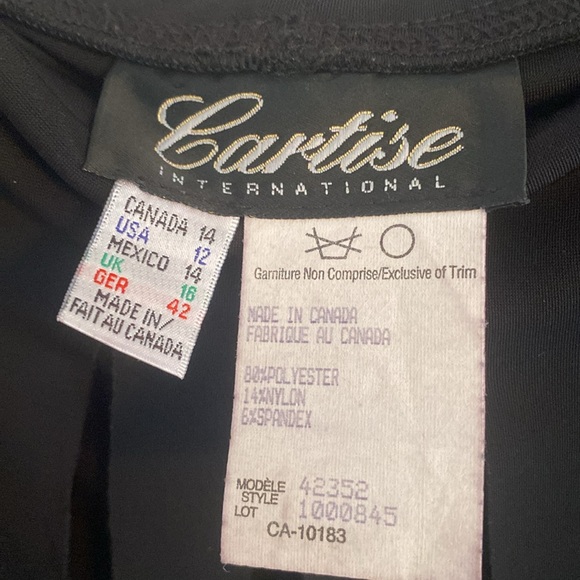 Cartise
INTERNATIONAL
CANADA 14
USA 12
MEXICO 14
UK 16
GER 42
MADE IN/
FAIT AU CANADA
Garniture Non Comprise/Exclusive of Trim
MADE IN CANADA
FABRIQUE AU CANADA
80%POLYESTER
14%NYLON
6%SPANDEX
MODÈLE
STYLE 42352
LOT 1000845
CA-10183